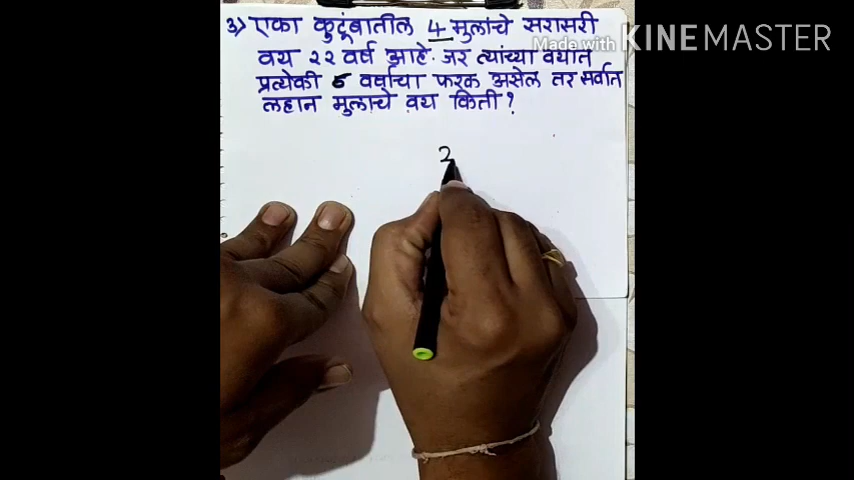 ३) एका कुटूंबातील 4 मुलांचे सरासरी
वय २२ वर्ष आहे. जर त्यांच्या वयात
प्रत्येकी 5 वर्षाचा फरक असेल तर सर्वात
लहान मुलाचे वय किती?
2
Made with KINEMASTER